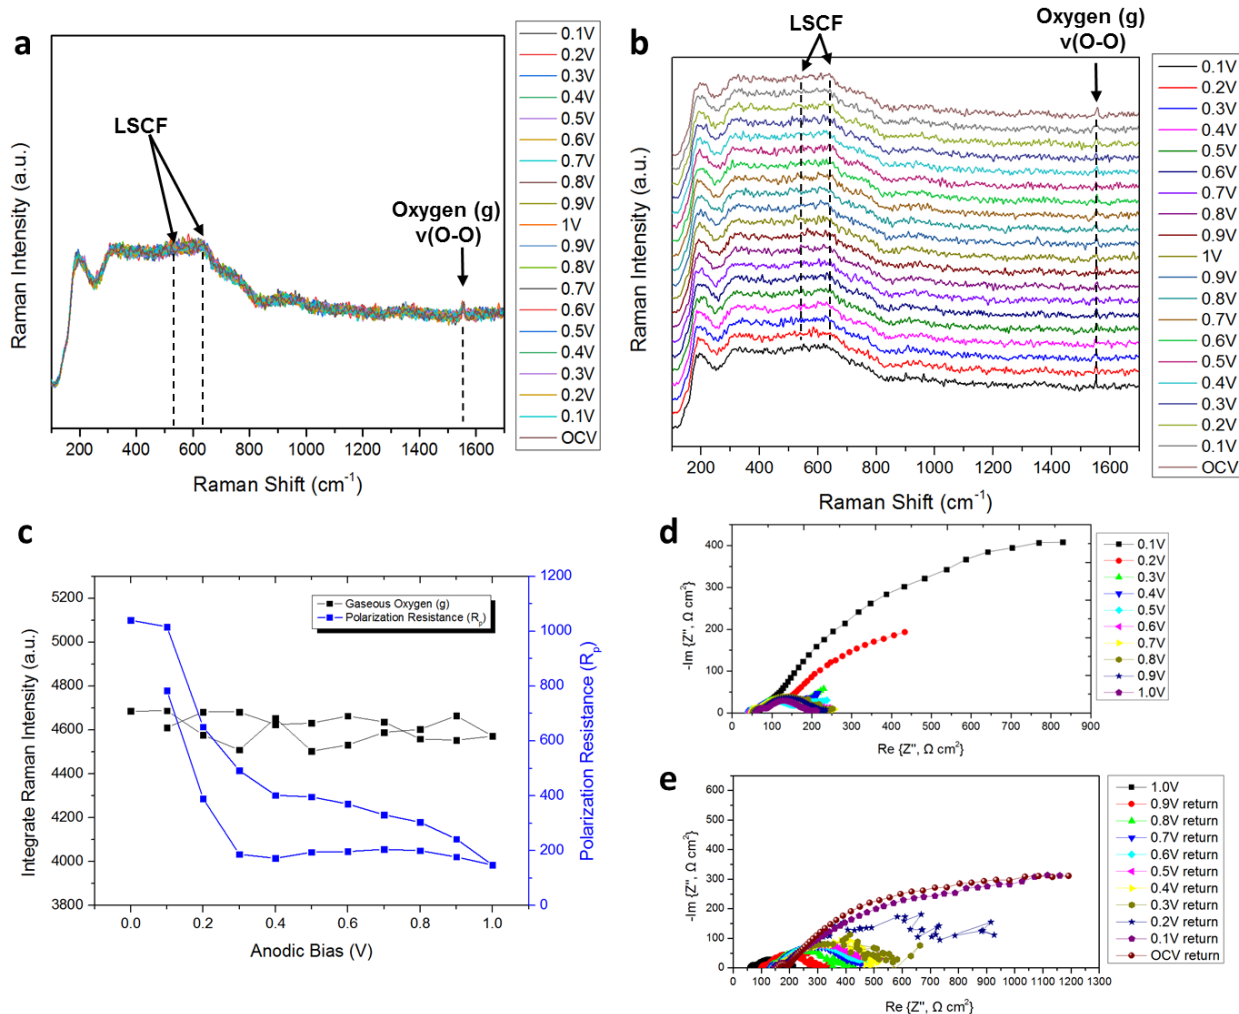 a
LSCF
Oxygen (g)
ν(O-O)
Raman Intensity (a.u.)
200 400 600 800 1000 1200 1400 1600
Raman Shift (cm⁻¹)
0.1V
0.2V
0.3V
0.4V
0.5V
0.6V
0.7V
0.8V
0.9V
1V
0.9V
0.8V
0.7V
0.6V
0.5V
0.4V
0.3V
0.2V
0.1V
OCV
b
LSCF
Oxygen (g)
ν(O-O)
Raman Intensity (a.u.)
200 400 600 800 1000 1200 1400 1600
Raman Shift (cm⁻¹)
0.1V
0.2V
0.3V
0.4V
0.5V
0.6V
0.7V
0.8V
0.9V
1V
0.9V
0.8V
0.7V
0.6V
0.5V
0.4V
0.3V
0.2V
0.1V
OCV
c
Integrate Raman Intensity (a.u.)
5200
5000
4800
4600
4400
4200
4000
3800
Gaseous Oxygen (g)
Polarization Resistance (Rp)
1200
1000
800
600
400
200
0
Polarization Resistance (Rp)
0.0 0.2 0.4 0.6 0.8 1.0
Anodic Bias (V)
d
-Im {Z", Ω cm²}
400
300
200
100
0
0 100 200 300 400 500 600 700 800 900
Re {Z", Ω cm²}
0.1V
0.2V
0.3V
0.4V
0.5V
0.6V
0.7V
0.8V
0.9V
1.0V
e
-Im {Z", Ω cm²}
600
500
400
300
200
100
0
0 100 200 300 400 500 600 700 800 900 1000 1100 1200 1300
Re {Z", Ω cm²}
1.0V
0.9V return
0.8V return
0.7V return
0.6V return
0.5V return
0.4V return
0.3V return
0.2V return
0.1V return
OCV return